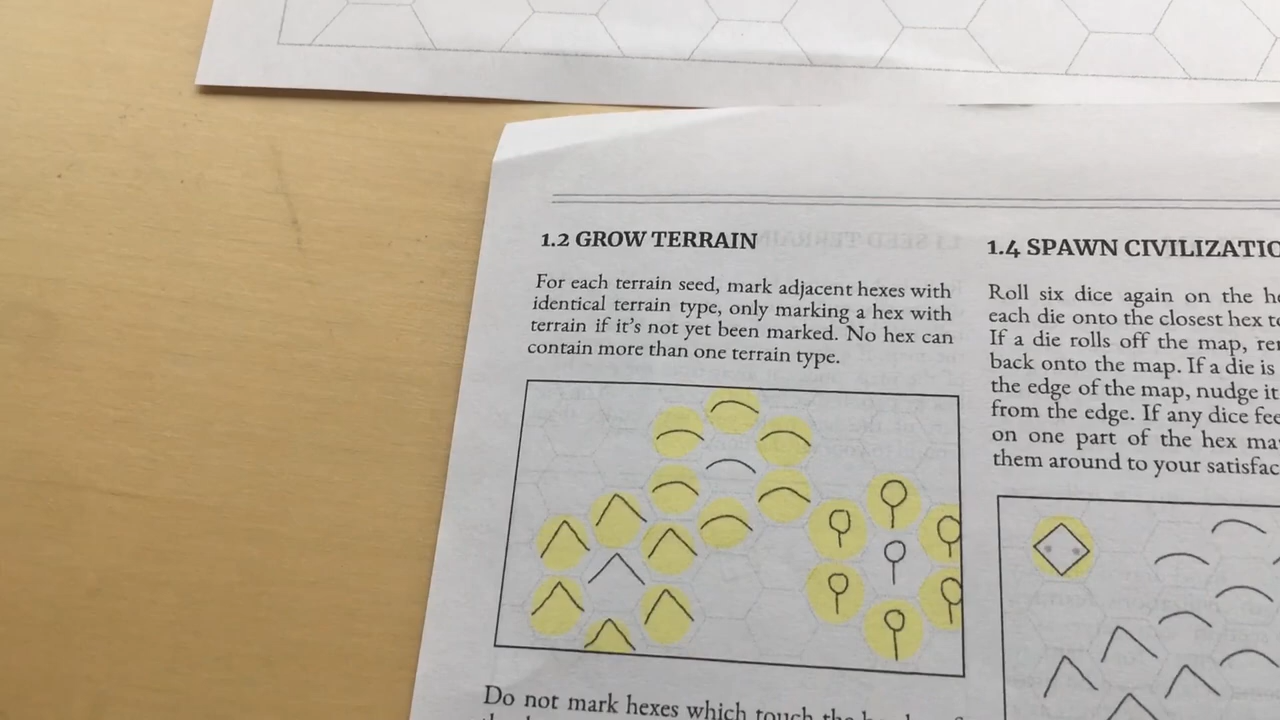 1.2 GROW TERRAIN
For each terrain seed, mark adjacent hexes with
identical terrain type, only marking a hex with
terrain if it's not yet been marked. No hex can
contain more than one terrain type.
Do not mark hexes which touch the
1.4 SPAWN CIVILIZATIO
Roll six dice again on the he
each die onto the closest hex to
If a die rolls off the map, rer
back onto the map. If a die is
the edge of the map, nudge it
from the edge. If any dice fee
on one part of the hex ma
them around to your satisfac